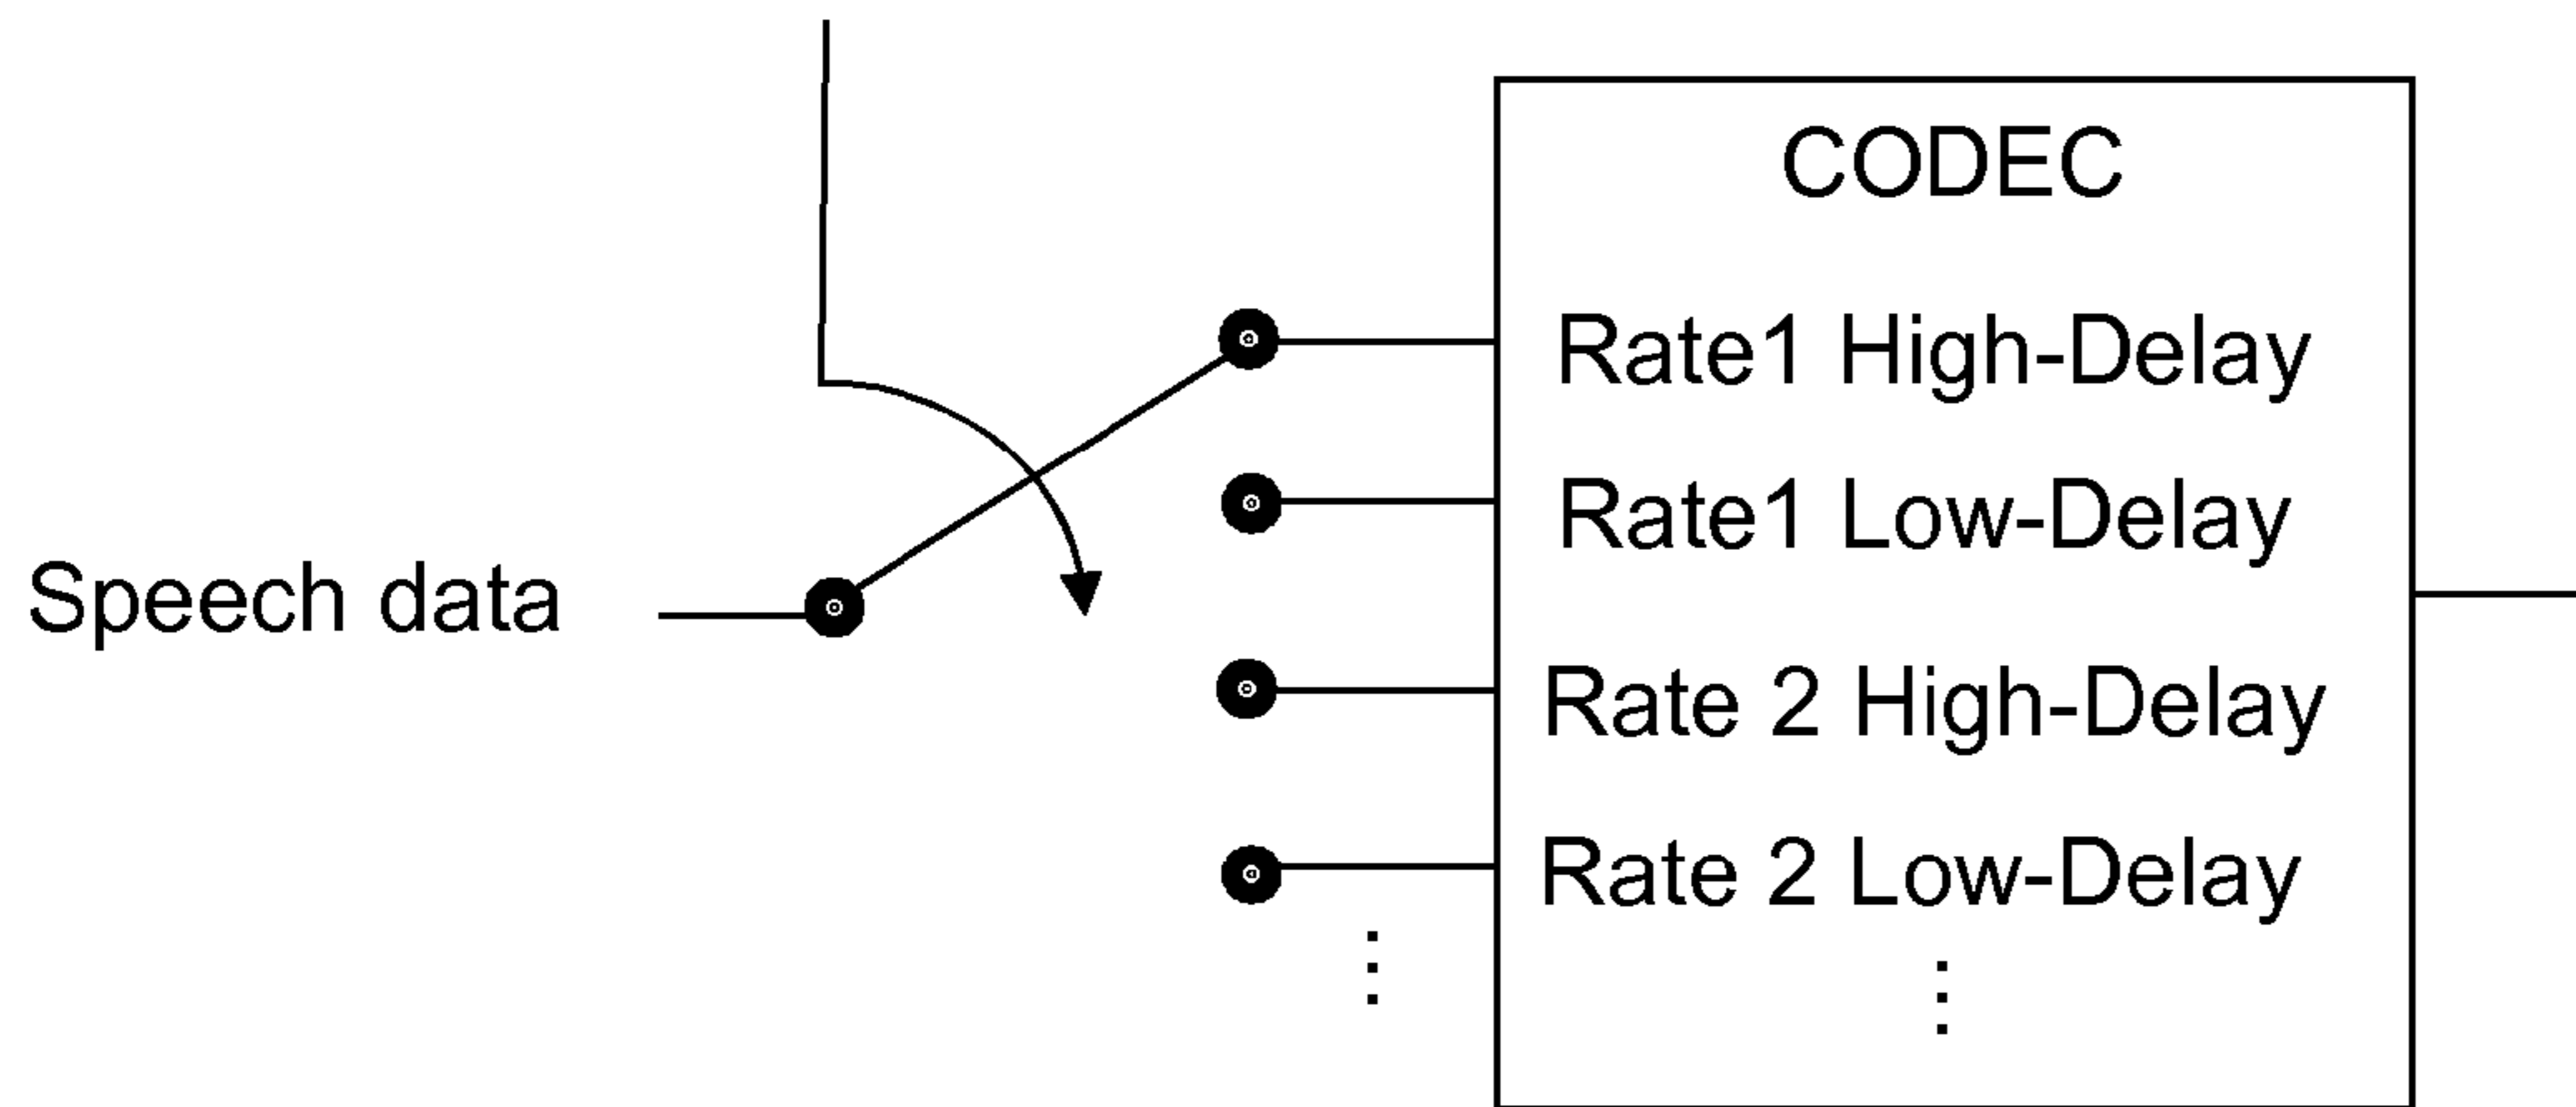 CODEC
Rate1 High-Delay
Rate1 Low-Delay
Speech data
Rate 2 High-Delay
Rate 2 Low-Delay